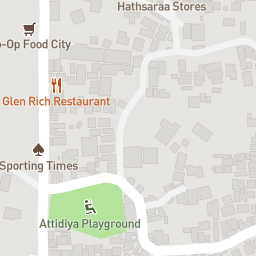 Hathsaraa Stores
-Op Food City
Glen Rich Restaurant
Sporting Times
Attidiya Playground